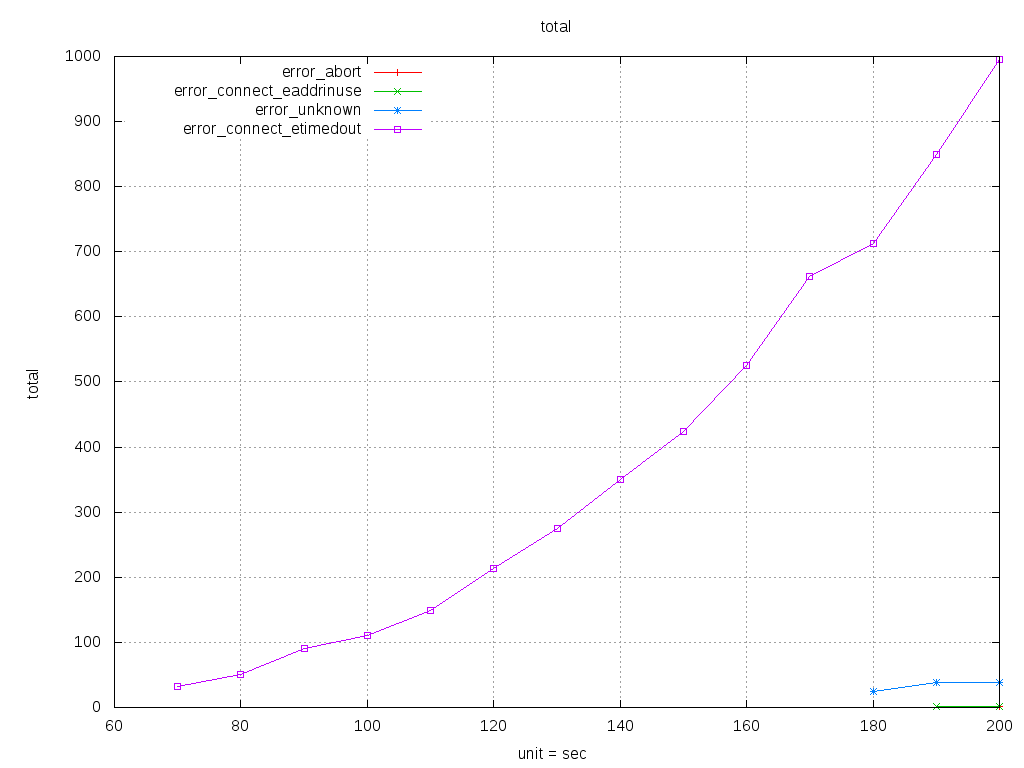 total
1000
900
800
700
600
500
400
300
200
100
0
error_abort
error_connect_eaddrinuse
error_unknown
error_connect_etimedout
total
60 80 100 120 140 160 180 200
unit = sec